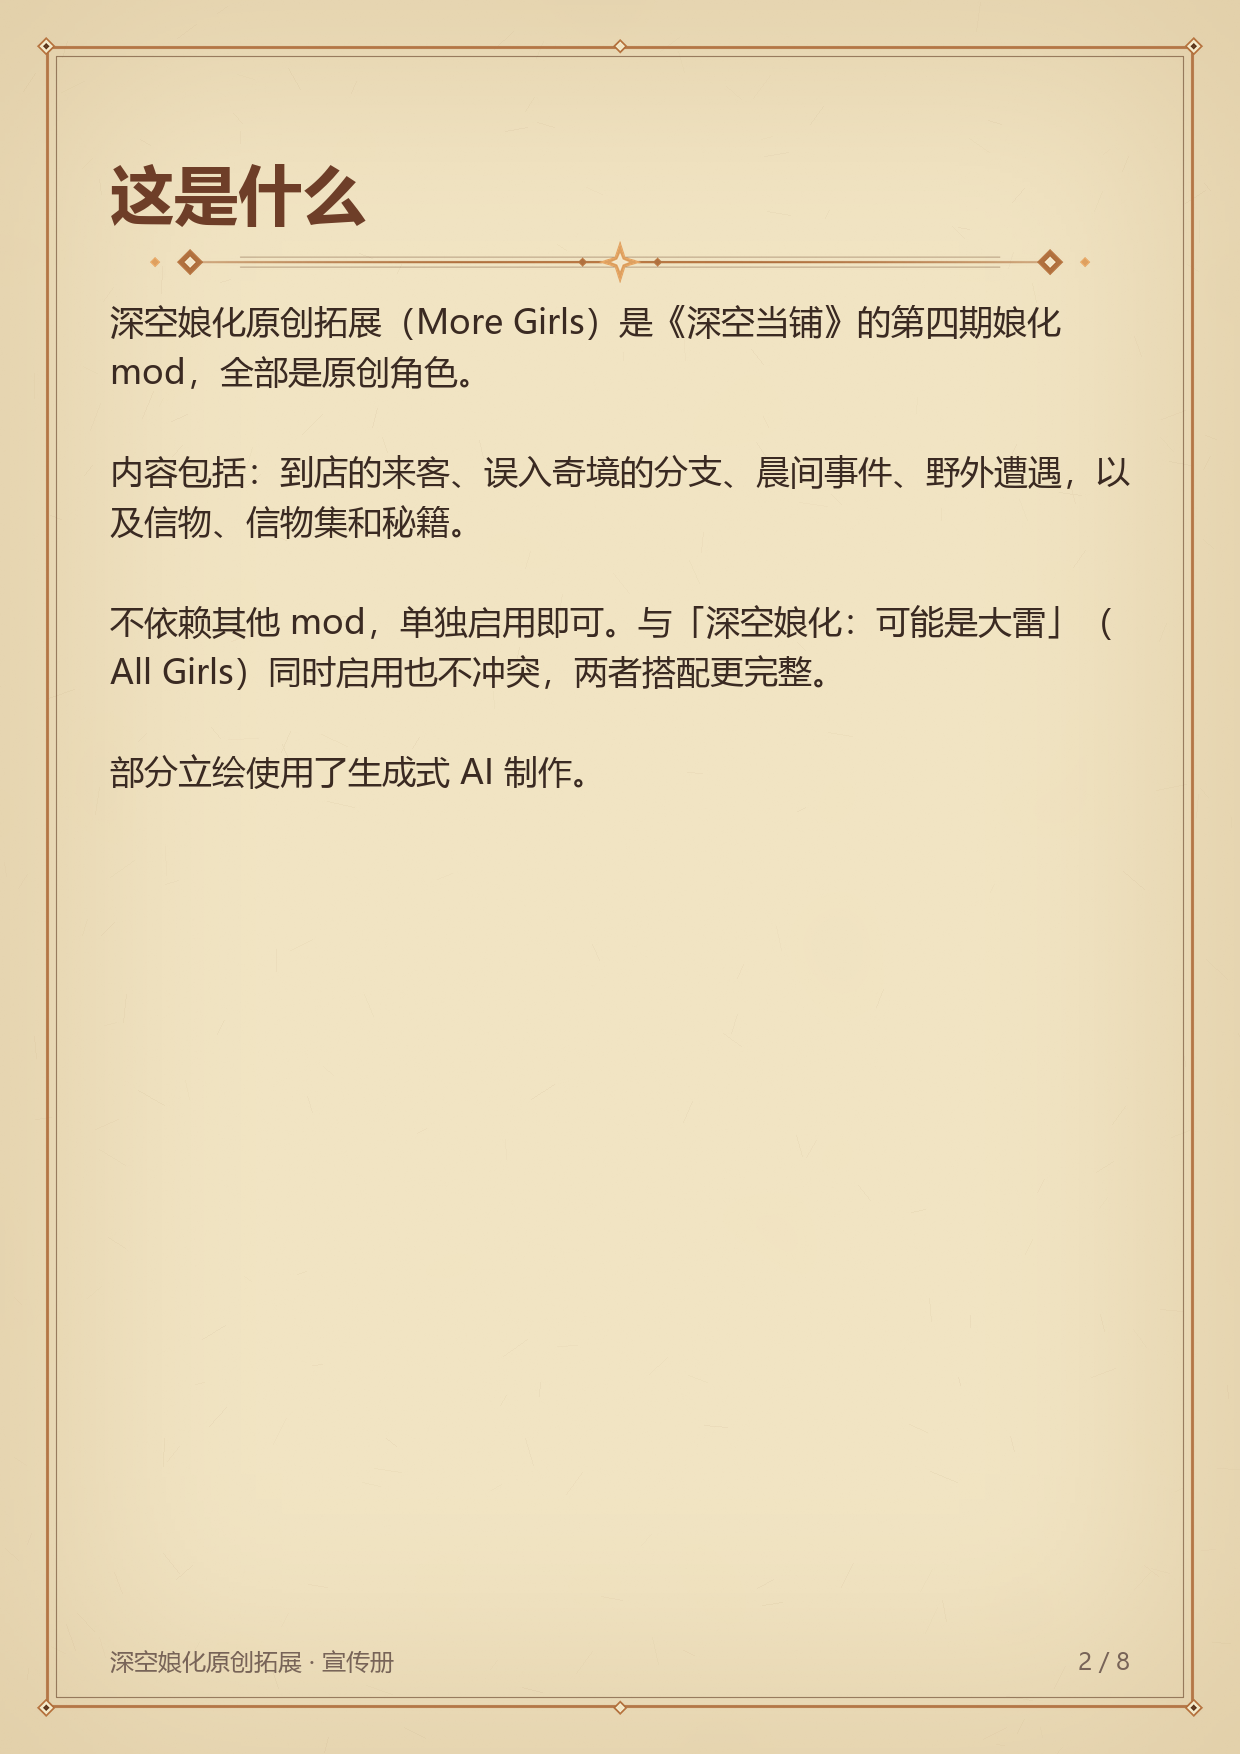 这是什么
深空娘化原创拓展（More Girls）是《深空当铺》的第四期娘化
mod，全部是原创角色。
内容包括：到店的来客、误入奇境的分支、晨间事件、野外遭遇，以
及信物、信物集和秘籍。
不依赖其他 mod，单独启用即可。与「深空娘化：可能是大雷」（
All Girls）同时启用也不冲突，两者搭配更完整。
部分立绘使用了生成式 AI 制作。
深空娘化原创拓展 · 宣传册
2 / 8